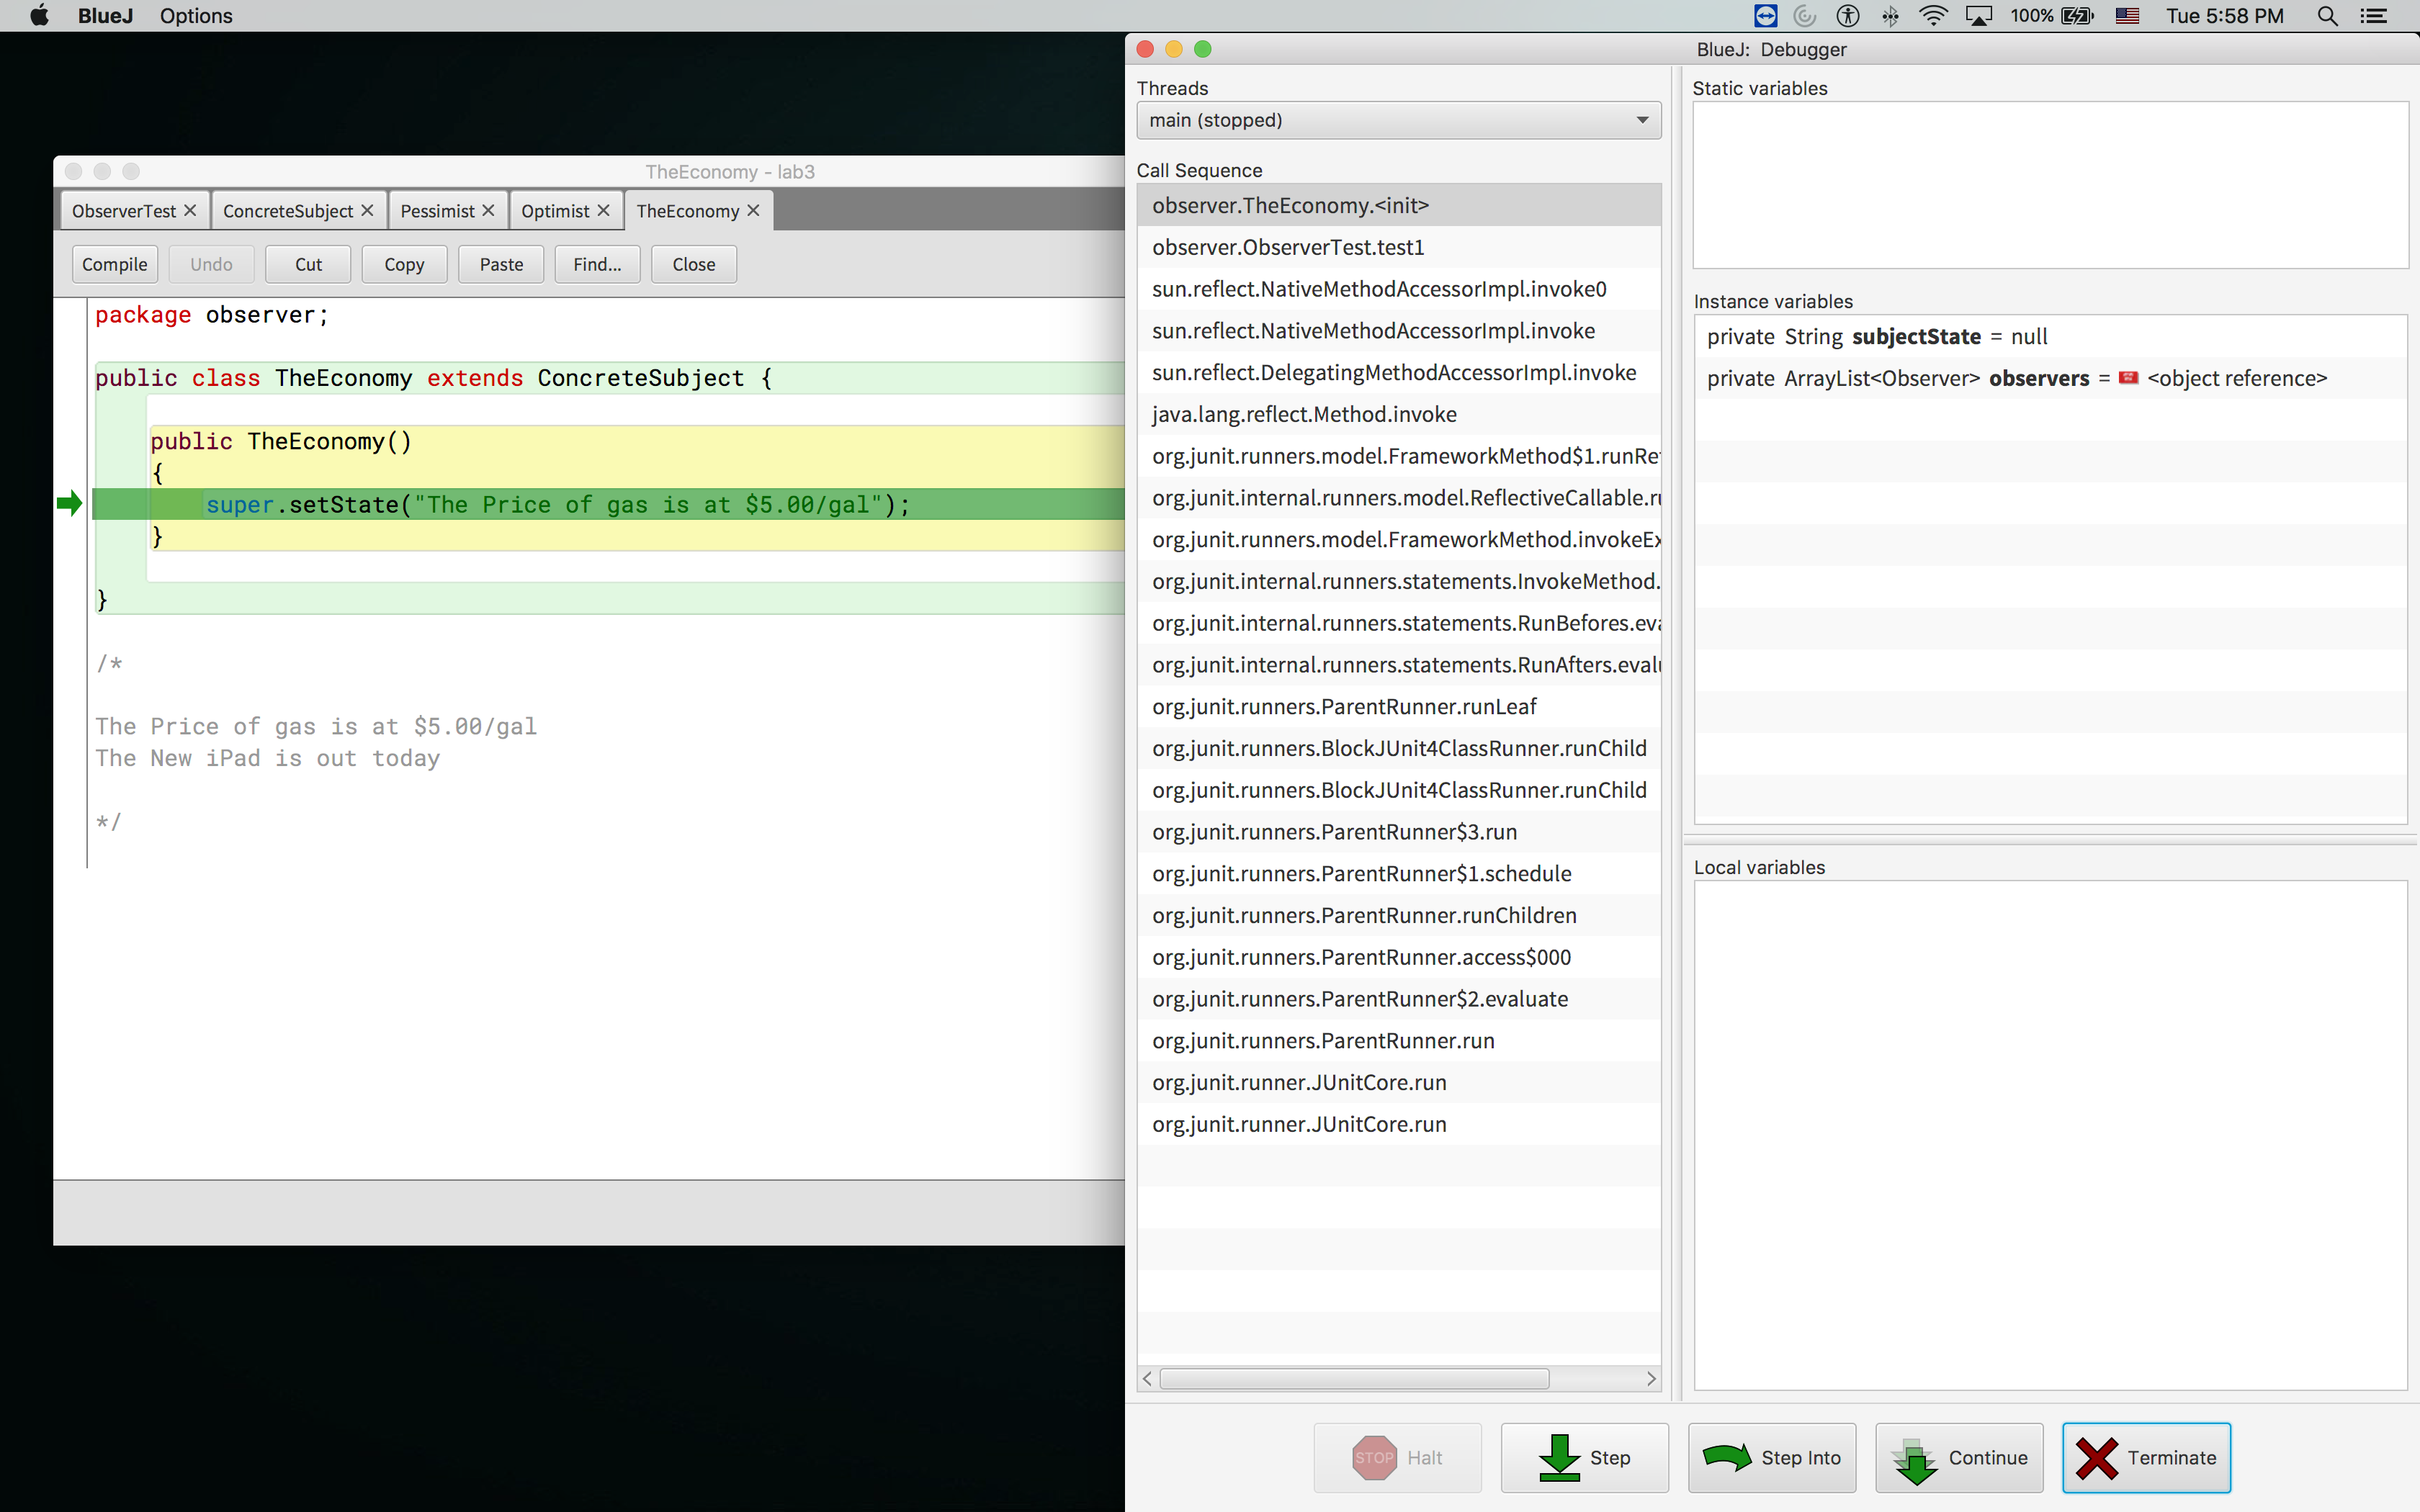 BlueJ Options 100% Tue 5:58 PM
TheEconomy - lab3
ObserverTest ConcreteSubject Pessimist Optimist TheEconomy
Compile Undo Cut Copy Paste Find... Close
package observer;
public class TheEconomy extends ConcreteSubject {
public TheEconomy()
{
super.setState("The Price of gas is at $5.00/gal");
}
}
/*
The Price of gas is at $5.00/gal
The New iPad is out today
*/
BlueJ: Debugger
Threads
main (stopped)
Call Sequence
observer.TheEconomy.<init>
observer.ObserverTest.test1
sun.reflect.NativeMethodAccessorImpl.invoke0
sun.reflect.NativeMethodAccessorImpl.invoke
sun.reflect.DelegatingMethodAccessorImpl.invoke
java.lang.reflect.Method.invoke
org.junit.runners.model.FrameworkMethod$1.runRe
org.junit.internal.runners.model.ReflectiveCallable.ru
org.junit.runners.model.FrameworkMethod.invokeEx
org.junit.internal.runners.statements.InvokeMethod.
org.junit.internal.runners.statements.RunBefores.eva
org.junit.internal.runners.statements.RunAfters.evalu
org.junit.runners.ParentRunner.runLeaf
org.junit.runners.BlockJUnit4ClassRunner.runChild
org.junit.runners.BlockJUnit4ClassRunner.runChild
org.junit.runners.ParentRunner$3.run
org.junit.runners.ParentRunner$1.schedule
org.junit.runners.ParentRunner.runChildren
org.junit.runners.ParentRunner.access$000
org.junit.runners.ParentRunner$2.evaluate
org.junit.runners.ParentRunner.run
org.junit.runner.JUnitCore.run
org.junit.runner.JUnitCore.run
Static variables
Instance variables
private String subjectState = null
private ArrayList<Observer> observers = <object reference>
Local variables
STOP Halt Step Step Into Continue Terminate